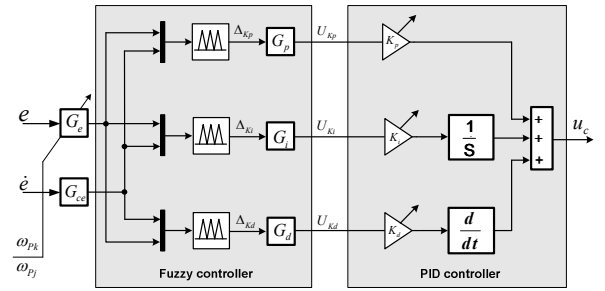 Δ_Kp G_p U_Kp K_p
e G_e Δ_Ki G_i U_Ki K_i 1/S + + + u_c
ė G_ce
Δ_Kd G_d U_Kd K_d d/dt
ω_Pk/ω_Pj
Fuzzy controller PID controller